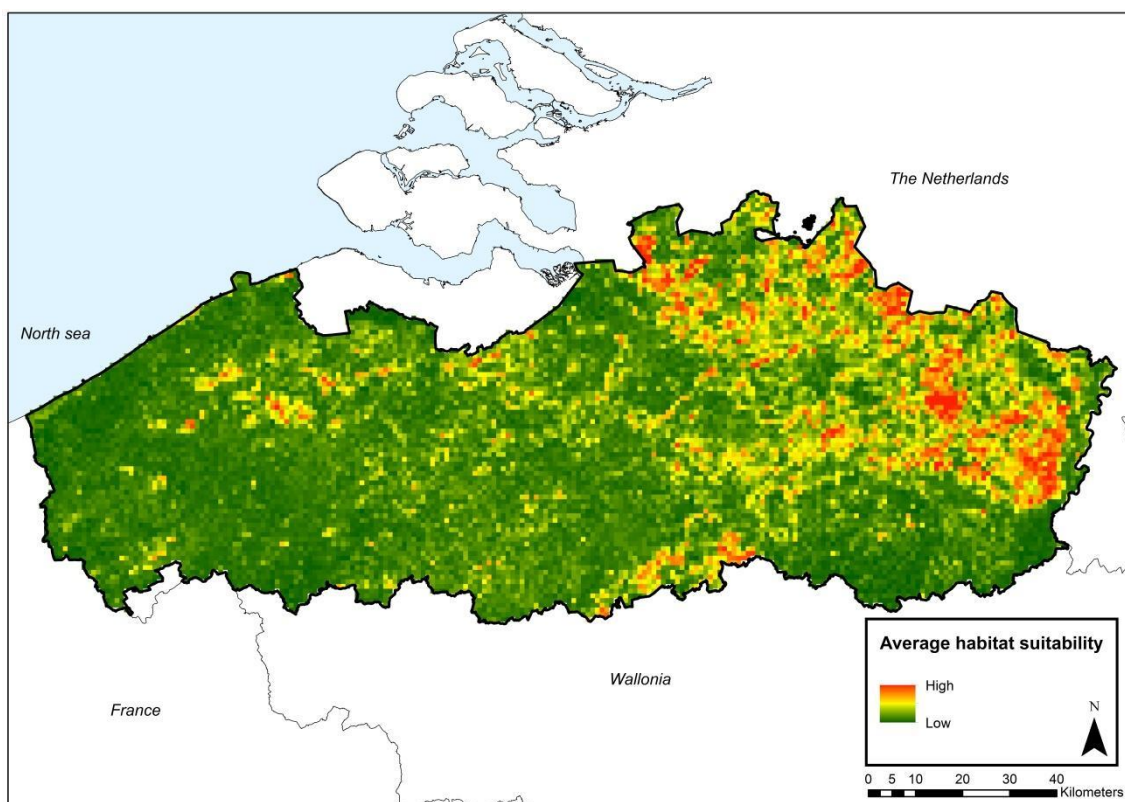 The Netherlands
North sea
Average habitat suitability
High
Low
N
Wallonia
France
0 5 10 20 30 40
Kilometers